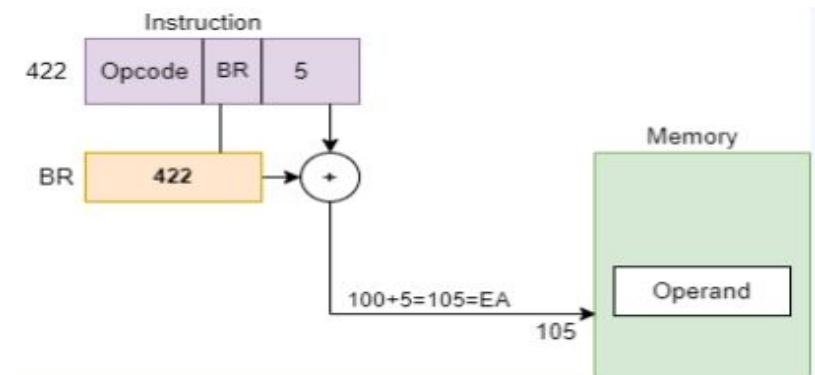 Instruction
422 Opcode BR 5
Memory
BR 422 +
Operand
100+5=105=EA
105